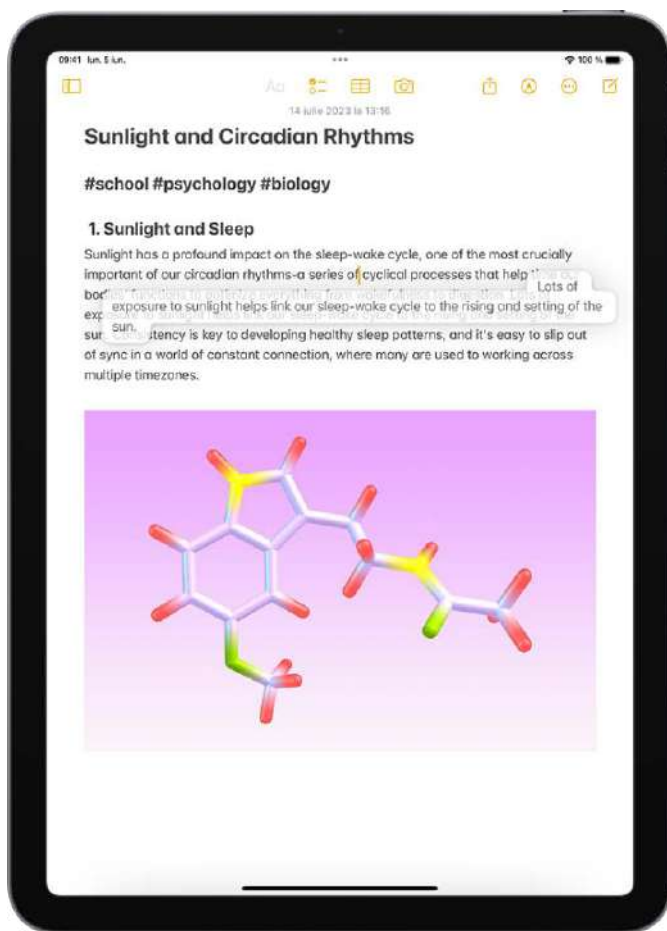 09:41 lun. 5 iun.
100 %
Aa
14 iulie 2023 la 13:16
Sunlight and Circadian Rhythms
#school #psychology #biology
1. Sunlight and Sleep
Sunlight has a profound impact on the sleep-wake cycle, one of the most crucially
important of our circadian rhythms-a series of cyclical processes that help time our
Lots of
exposure to sunlight helps link our sleep-wake cycle to the rising and setting of the
sun.
sun. Consistency is key to developing healthy sleep patterns, and it's easy to slip out
of sync in a world of constant connection, where many are used to working across
multiple timezones.